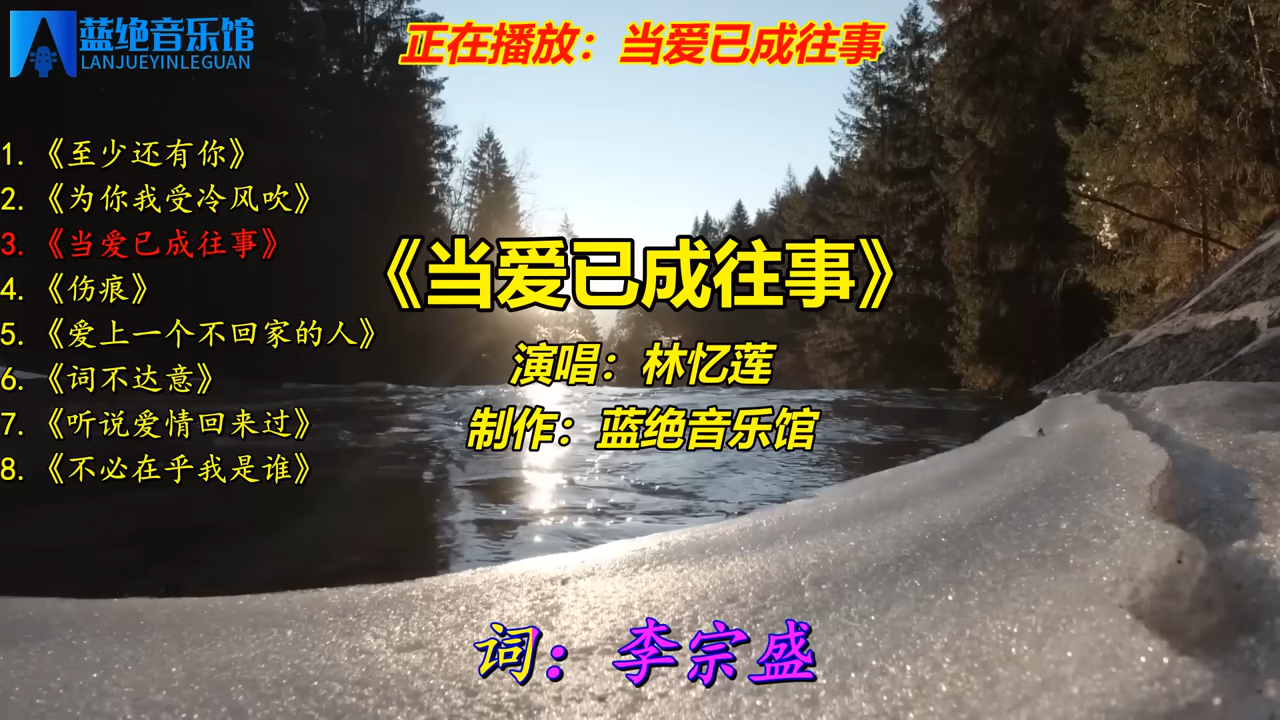 蓝绝音乐馆
LANJUEYINLEGUAN
正在播放：当爱已成往事
1.《至少还有你》
2.《为你我受冷风吹》
3.《当爱已成往事》
4.《伤痕》
5.《爱上一个不回家的人》
6.《词不达意》
7.《听说爱情回来过》
8.《不必在乎我是谁》
《当爱已成往事》
演唱：林忆莲
制作：蓝绝音乐馆
词：李宗盛